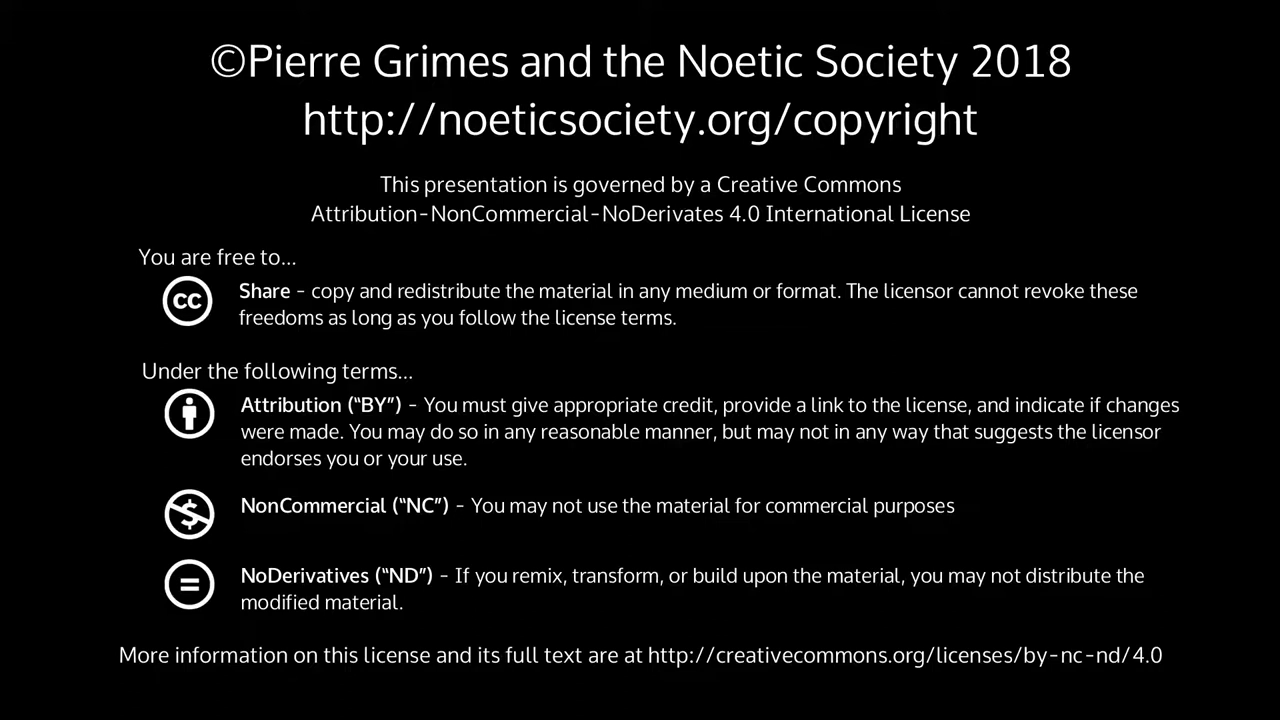 ©Pierre Grimes and the Noetic Society 2018
http://noeticsociety.org/copyright
This presentation is governed by a Creative Commons
Attribution-NonCommercial-NoDerivates 4.0 International License
You are free to...
cc
Share - copy and redistribute the material in any medium or format. The licensor cannot revoke these
freedoms as long as you follow the license terms.
Under the following terms...
Attribution (“BY”) - You must give appropriate credit, provide a link to the license, and indicate if changes
were made. You may do so in any reasonable manner, but may not in any way that suggests the licensor
endorses you or your use.
NonCommercial (“NC”) - You may not use the material for commercial purposes
NoDerivatives (“ND”) - If you remix, transform, or build upon the material, you may not distribute the
modified material.
More information on this license and its full text are at http://creativecommons.org/licenses/by-nc-nd/4.0